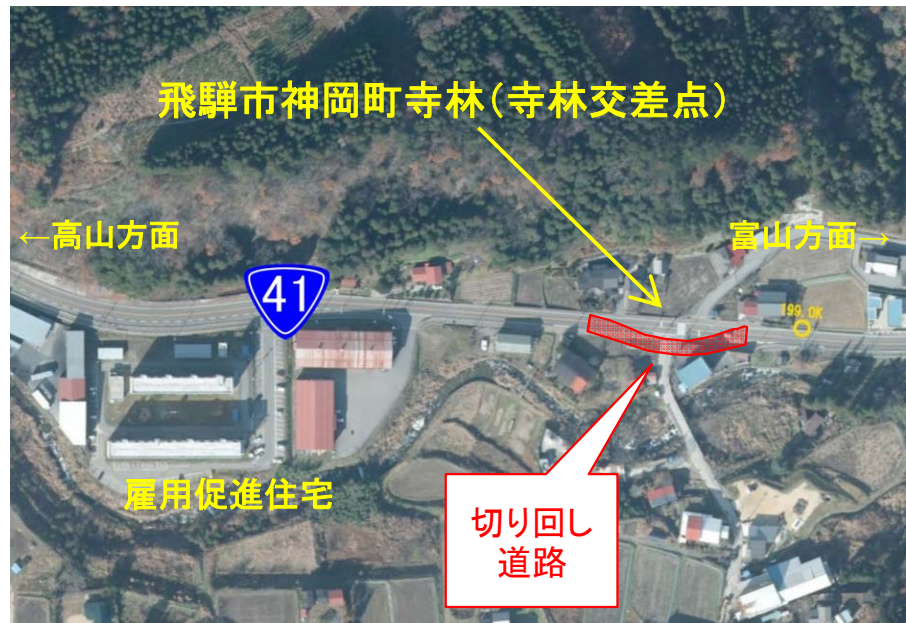 飛騨市神岡町寺林（寺林交差点）
←高山方面
富山方面→
41
199.0K
雇用促進住宅
切り回し
道路